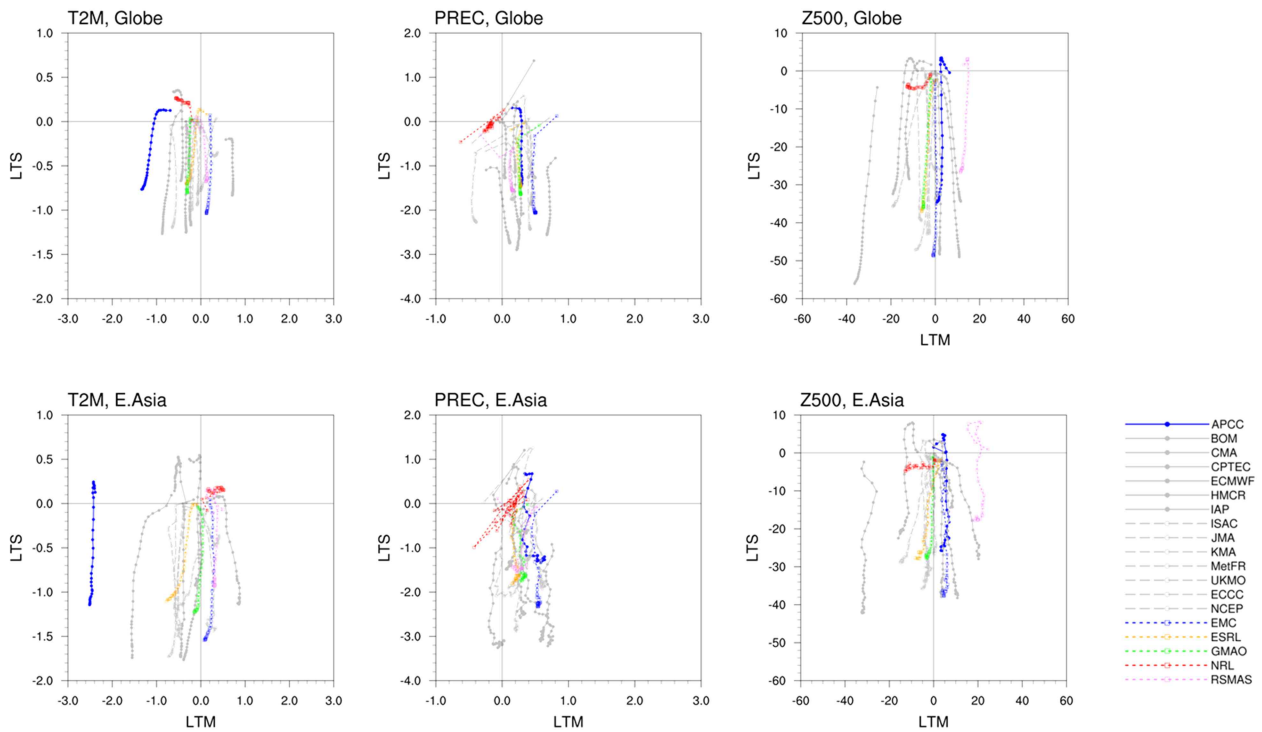 T2M, Globe
PREC, Globe
Z500, Globe
1.0
0.5
0.0
-0.5
-1.0
-1.5
-2.0
LTS
-3.0 -2.0 -1.0 0.0 1.0 2.0 3.0
2.0
1.0
0.0
-1.0
-2.0
-3.0
-4.0
LTS
-1.0 0.0 1.0 2.0 3.0
10
0
-10
-20
-30
-40
-50
-60
LTS
-60 -40 -20 0 20 40 60
LTM
T2M, E.Asia
PREC, E.Asia
Z500, E.Asia
1.0
0.5
0.0
-0.5
-1.0
-1.5
-2.0
LTS
-3.0 -2.0 -1.0 0.0 1.0 2.0 3.0
LTM
2.0
1.0
0.0
-1.0
-2.0
-3.0
-4.0
LTS
-1.0 0.0 1.0 2.0 3.0
LTM
10
0
-10
-20
-30
-40
-50
-60
LTS
-60 -40 -20 0 20 40 60
LTM
APCC
BOM
CMA
CPTEC
ECMWF
HMCR
IAP
ISAC
JMA
KMA
MetFR
UKMO
ECCC
NCEP
EMC
ESRL
GMAO
NRL
RSMAS